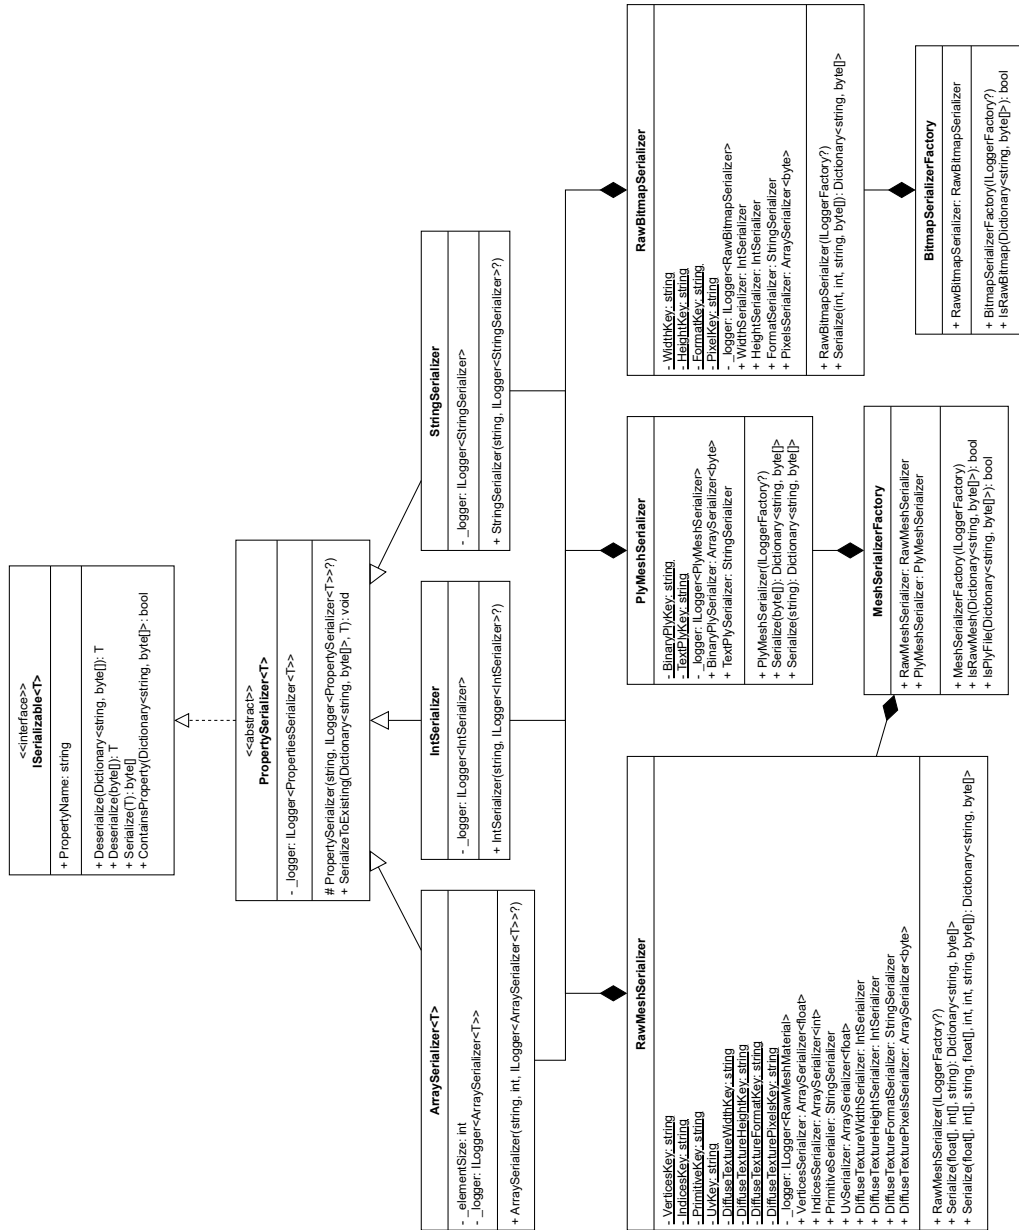 <<interface>>
ISerializable<T>
+ PropertyName: string
+ Deserialize(Dictionary<string, byte[]): T
+ Deserialize(byte[]): T
+ Serialize(T): byte[]
+ ContainsProperty(Dictionary<string, byte[]>: bool
<<abstract>>
PropertySerializer<T>
- _logger: ILogger<PropertiesSerializer<T>>
# PropertySerializer(string, ILogger<PropertySerializer<T>>?)
+ SerializeToExisting(Dictionary<string, byte[]>, T): void
ArraySerializer<T>
- _elementSize: int
- _logger: ILogger<ArraySerializer<T>>
+ ArraySerializer(string, int, ILogger<ArraySerializer<T>>?)
IntSerializer
- _logger: ILogger<IntSerializer>
+ IntSerializer(string, ILogger<IntSerializer>?)
StringSerializer
- _logger: ILogger<StringSerializer>
+ StringSerializer(string, ILogger<StringSerializer>?)
RawMeshSerializer
- VerticesKey: string
- IndicesKey: string
- PrimitiveKey: string
- UvKey: string
- DiffuseTextureWidthKey: string
- DiffuseTextureHeightKey: string
- DiffuseTextureFormatKey: string
- DiffuseTexturePixelsKey: string
- _logger: ILogger<RawMeshMaterial>
+ VerticesSerializer: ArraySerializer<float>
+ IndicesSerializer: ArraySerializer<int>
+ PrimitiveSerialier: StringSerializer
+ UvSerializer: ArraySerializer<float>
+ DiffuseTextureWidthSerializer: IntSerializer
+ DiffuseTextureHeightSerializer: IntSerializer
+ DiffuseTextureFormatSerializer: StringSerializer
+ DiffuseTexturePixelsSerializer: ArraySerializer<byte>
+ RawMeshSerializer(ILoggerFactory?)
+ Serialize(float[], int[], string): Dictionary<string, byte[]>
+ Serialize(float[], int[], string, float[], int, int, string, byte[]): Dictionary<string, byte[]>
PlyMeshSerializer
- BinaryPlyKey: string
- TextPlyKey: string
- _logger: ILogger<PlyMeshSerializer>
+ BinaryPlySerializer: ArraySerializer<byte>
+ TextPlySerializer: StringSerializer
+ PlyMeshSerializer(ILoggerFactory?)
+ Serialize(byte[]): Dictionary<string, byte[]>
+ Serialize(string): Dictionary<string, byte[]>
RawBitmapSerializer
- WidthKey: string
- HeightKey: string
- FormatKey: string
- PixelKey: string
- _logger: ILogger<RawBitmapSerializer>
+ WidthSerializer: IntSerializer
+ HeightSerializer: IntSerializer
+ FormatSerializer: StringSerializer
+ PixelsSerializer: ArraySerializer<byte>
+ RawBitmapSerializer(ILoggerFactory?)
+ Serialize(int, int, string, byte[]): Dictionary<string, byte[]>
MeshSerializerFactory
+ RawMeshSerializer: RawMeshSerializer
+ PlyMeshSerializer: PlyMeshSerializer
+ MeshSerializerFactory(ILoggerFactory)
+ IsRawMesh(Dictionary<string, byte[]>): bool
+ IsPlyFile(Dictionary<string, byte[]>): bool
BitmapSerializerFactory
+ RawBitmapSerializer: RawBitmapSerializer
+ BitmapSerializerFactory(ILoggerFactory?)
+ IsRawBitmap(Dictionary<string, byte[]>): bool